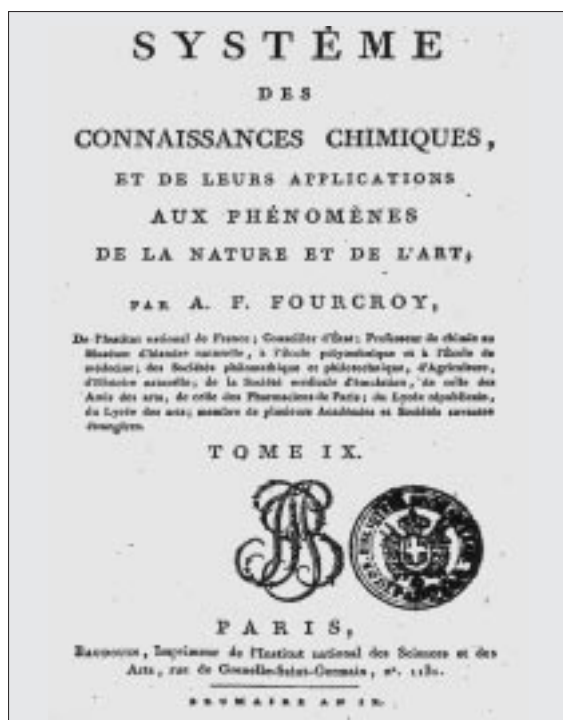 SYSTÈME
DES
CONNAISSANCES CHIMIQUES,
ET DE LEURS APPLICATIONS
AUX PHÉNOMÈNES
DE LA NATURE ET DE L'ART;
PAR A. F. FOURCROY,
De l'Institut national de France; Conseiller d'État; Professeur de chimie au
Muséum d'histoire naturelle, à l'école polytechnique et à l'École de
médecine; des Sociétés philomathique et philotechnique, d'Agriculture,
d'Histoire naturelle; de la Société médicale d'émulation, de celle des
Amis des arts, de celle des Pharmaciens de Paris; du Lycée républicain,
du Lycée des arts; membre de plusieurs Académies et Sociétés savantes
étrangères.
TOME IX.
PARIS,
BAUDOUIN, Imprimeur de l'Institut national des Sciences et des
Arts, rue de Grenelle-Saint-Germain, n°. 1131.
BRUMAIRE AN IX.